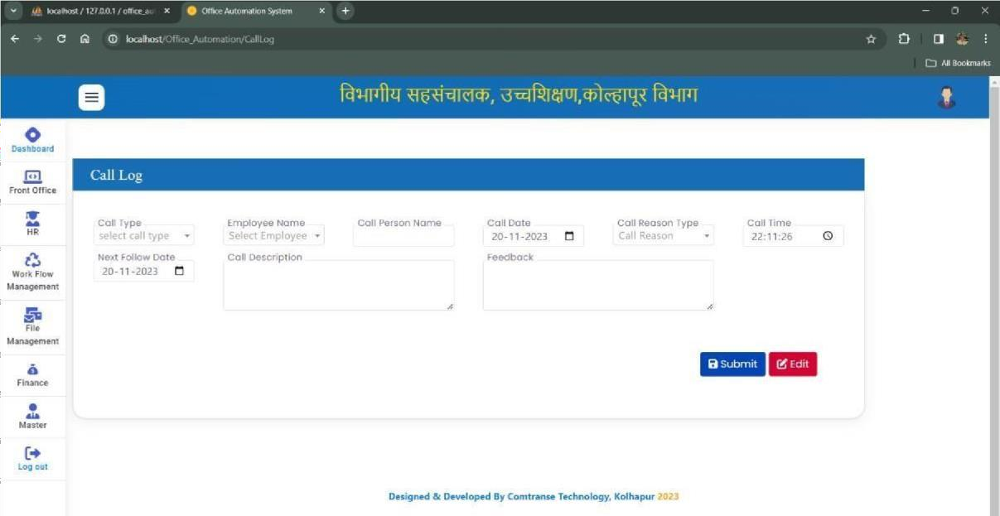 localhost / 127.0.0.1 / office_au
Office Automation System
localhost/Office_Automation/CallLog
All Bookmarks
विभागीय सहसंचालक, उच्चशिक्षण,कोल्हापूर विभाग
Dashboard
Front Office
HR
Work Flow
Management
File
Management
Finance
Master
Log out
Call Log
Call Type
select call type
Employee Name
Select Employee
Call Person Name
Call Date
20-11-2023
Call Reason Type
Call Reason
Call Time
22:11:26
Next Follow Date
20-11-2023
Call Description
Feedback
Submit
Edit
Designed & Developed By Comtranse Technology, Kolhapur 2023